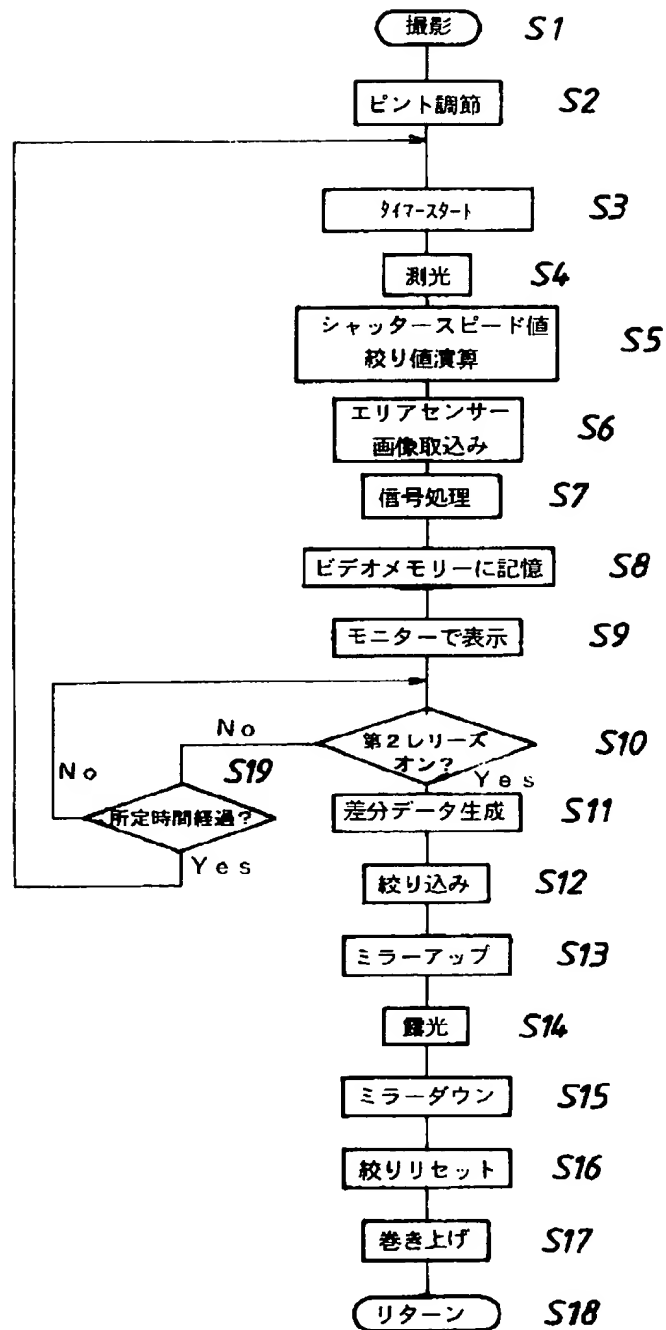 撮影 S1
ピント調節 S2
タイマースタート S3
測光 S4
シャッタースピード値
絞り値演算 S5
エリアセンサー
画像取込み S6
信号処理 S7
ビデオメモリーに記憶 S8
モニターで表示 S9
No
第2レリーズ
オン? S10
Yes
No
S19
所定時間経過?
Yes
差分データ生成 S11
絞り込み S12
ミラーアップ S13
露光 S14
ミラーダウン S15
絞りリセット S16
巻き上げ S17
リターン S18